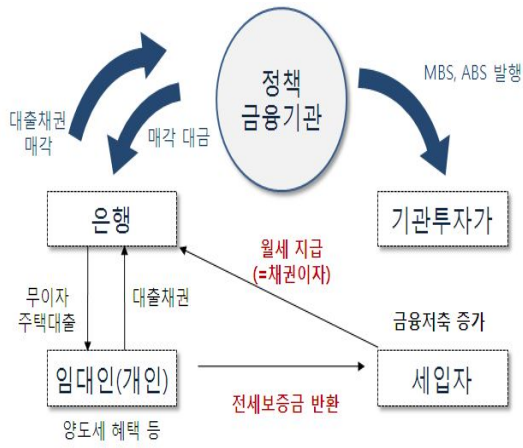 정책
금융기관
MBS, ABS 발행
대출채권
매각
매각 대금
은행
기관투자가
월세 지급
(=채권이자)
무이자
주택대출
대출채권
금융저축 증가
임대인(개인)
세입자
전세보증금 반환
양도세 혜택 등